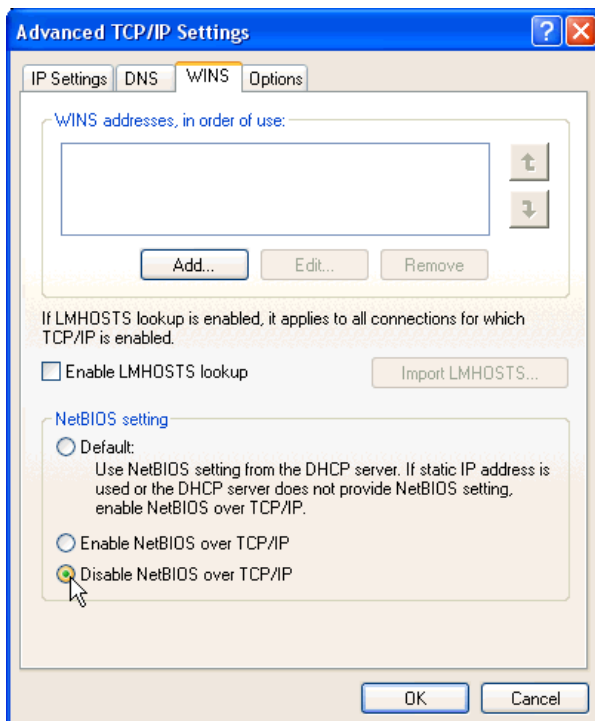 Advanced TCP/IP Settings
IP Settings DNS WINS Options
WINS addresses, in order of use:
Add... Edit... Remove
If LMHOSTS lookup is enabled, it applies to all connections for which
TCP/IP is enabled.
Enable LMHOSTS lookup Import LMHOSTS...
NetBIOS setting
Default:
Use NetBIOS setting from the DHCP server. If static IP address is
used or the DHCP server does not provide NetBIOS setting,
enable NetBIOS over TCP/IP.
Enable NetBIOS over TCP/IP
Disable NetBIOS over TCP/IP
OK Cancel